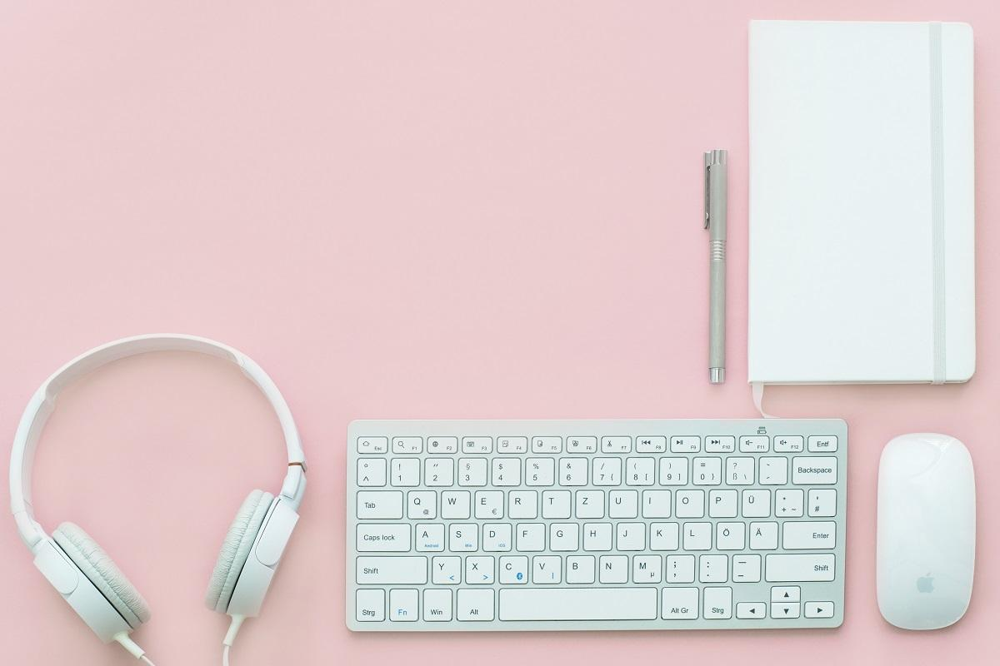 Esc F1 F2 F3 F4 F5 F6 F7 F8 F9 F10 F11 F12 Entf
° ! " § $ % & / ( ) = ? `
^ 1 2 3 4 5 6 7 { 8 [ 9 ] 0 } ß \ ´ Backspace
Tab Q @ W E € R T Z U I O P Ü * + ~ ' #
Caps lock A Android S Win D iOS F G H J K L Ö Ä Enter
Shift Y < X > C V | B N M µ ; , : . _ - Shift
Strg Fn Win Alt Alt Gr Strg ◀ ▲ ▼ ▶